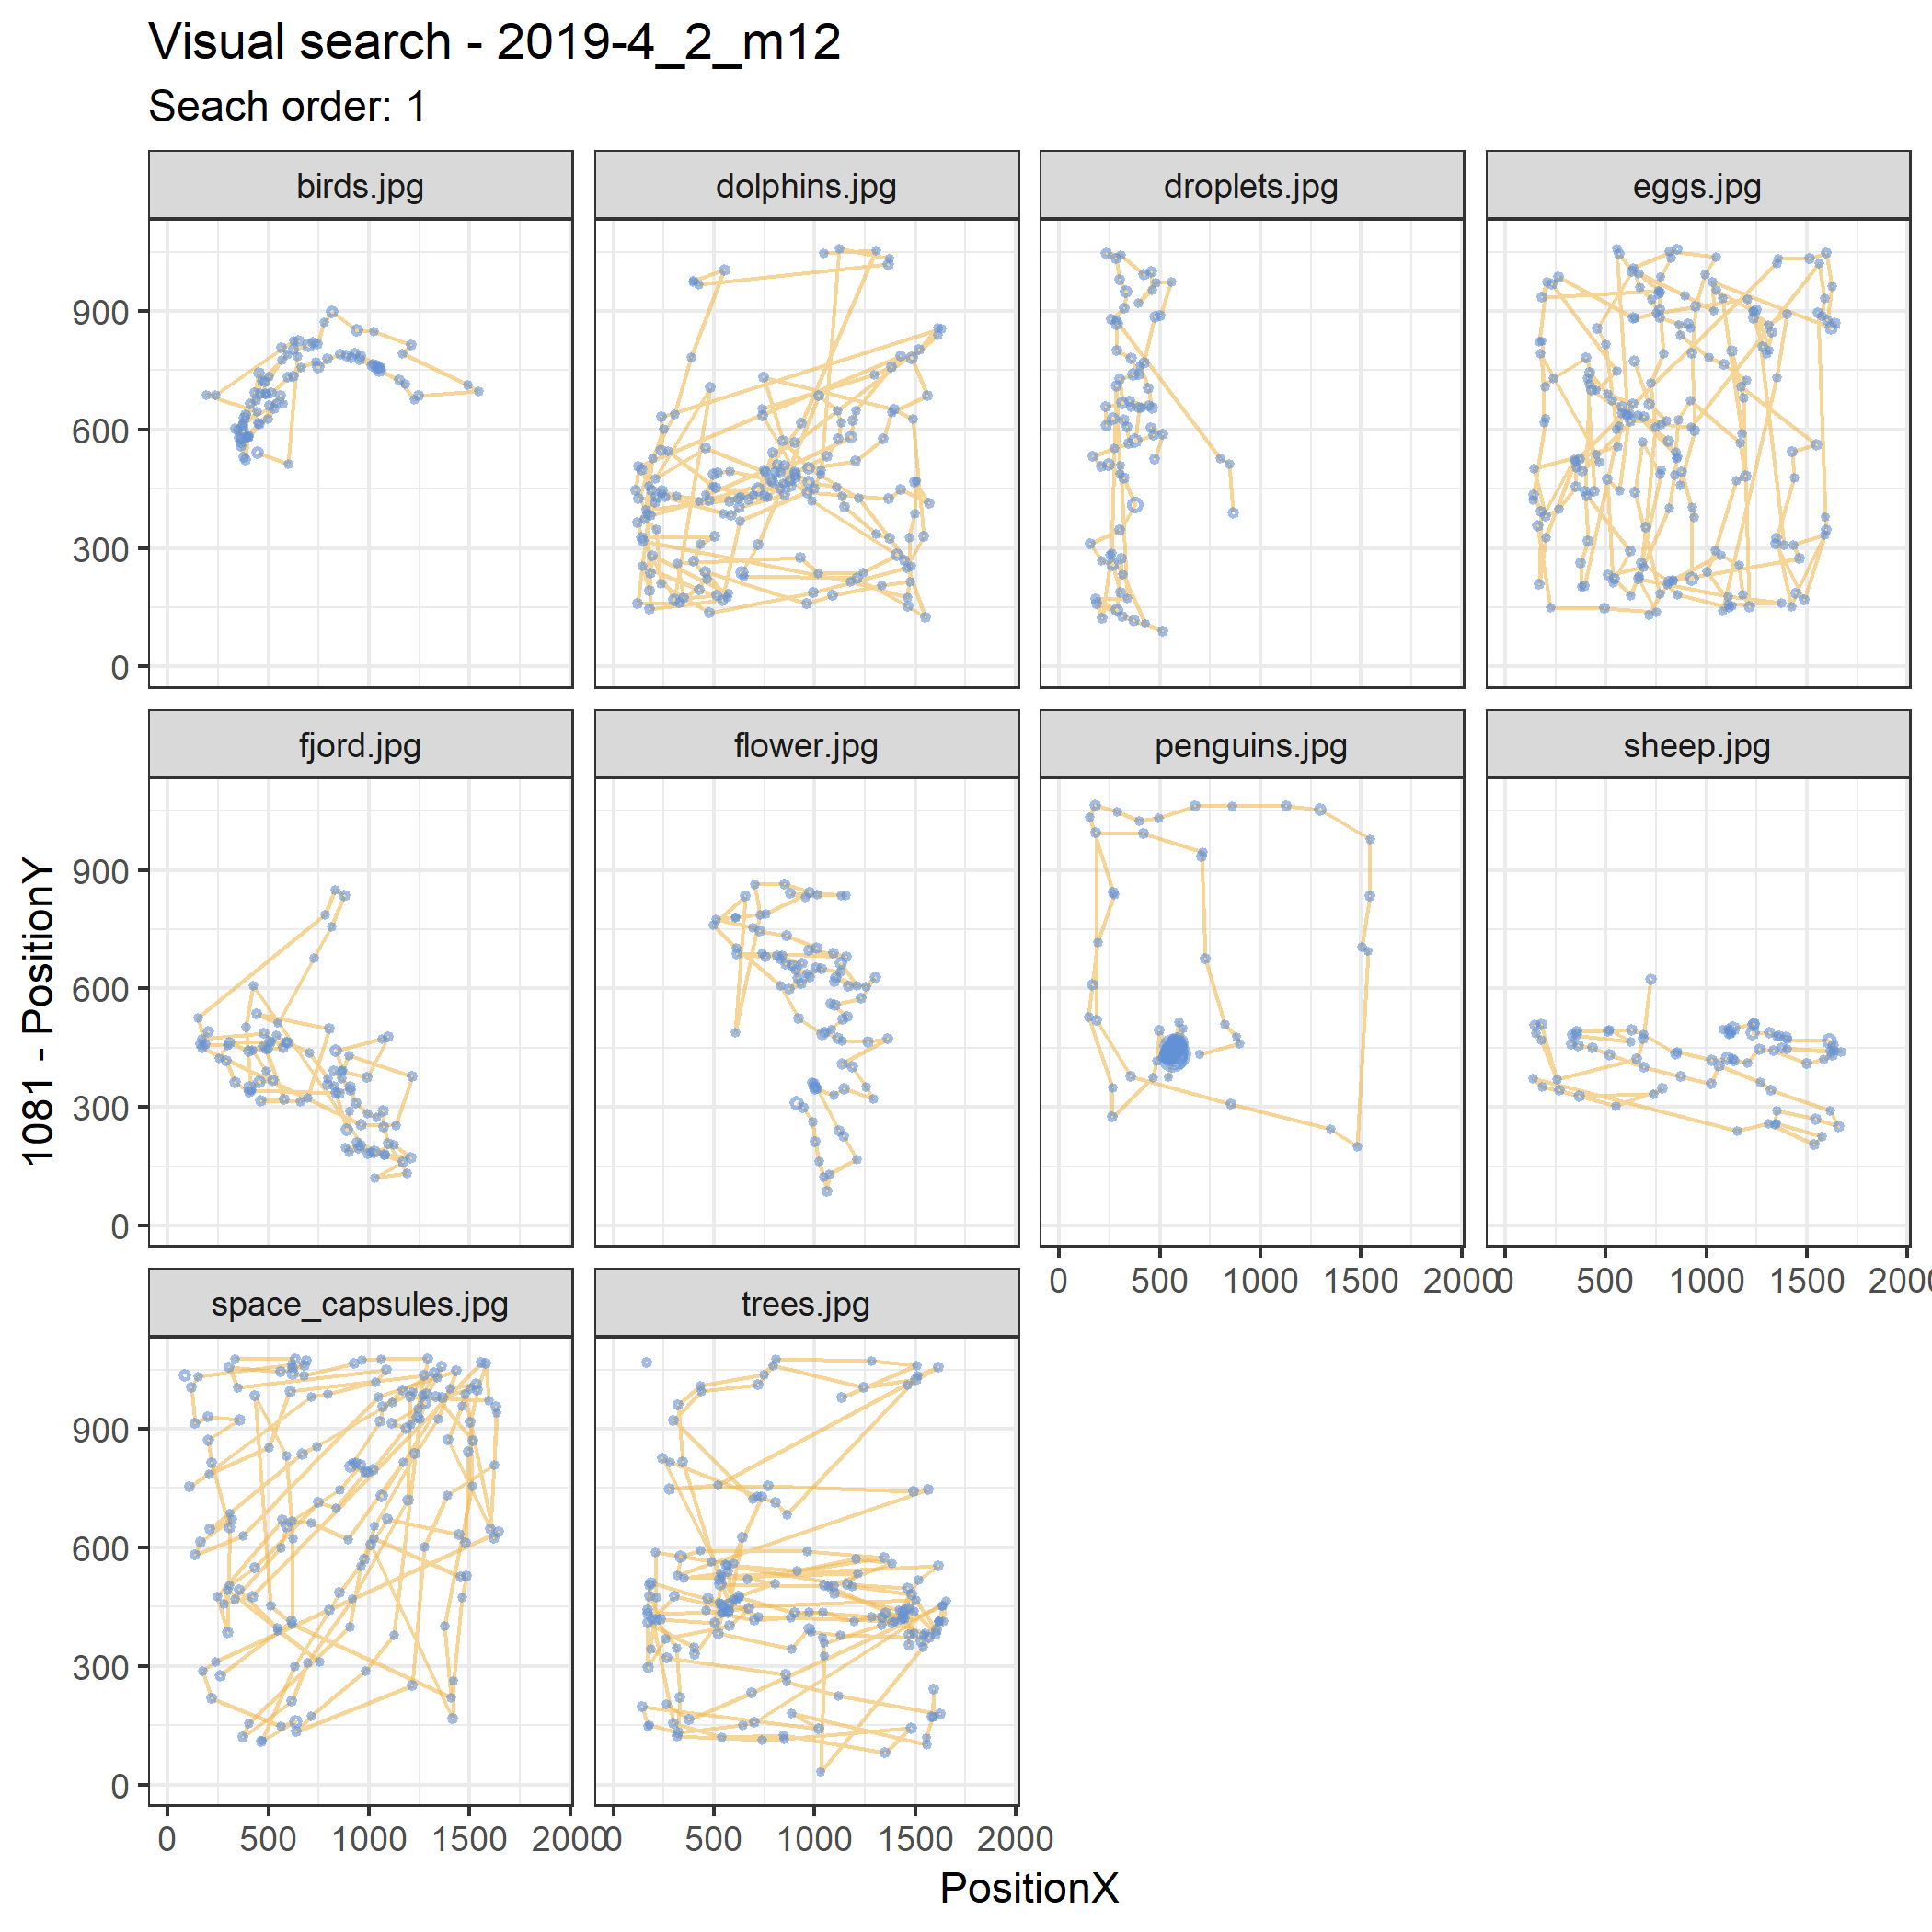 Visual search - 2019-4_2_m12
Seach order: 1
birds.jpg
dolphins.jpg
droplets.jpg
eggs.jpg
900
600
300
0
fjord.jpg
flower.jpg
penguins.jpg
sheep.jpg
900
600
300
0
0 500 1000 1500 2000
0 500 1000 1500 2000
space_capsules.jpg
trees.jpg
900
600
300
0
0 500 1000 1500 2000
0 500 1000 1500 2000
PositionX
1081 - PositionY